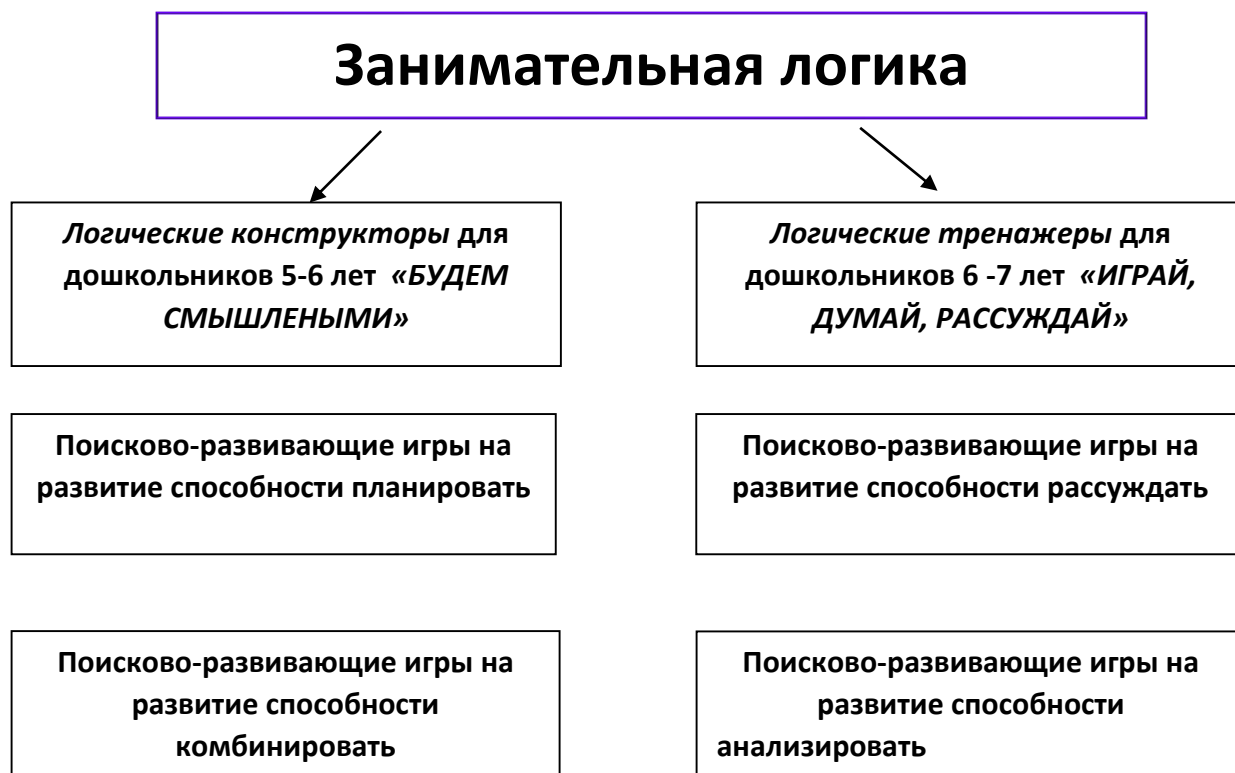 Занимательная логика
Логические конструкторы для
дошкольников 5-6 лет «БУДЕМ
СМЫШЛЕНЫМИ»
Логические тренажеры для
дошкольников 6 -7 лет «ИГРАЙ,
ДУМАЙ, РАССУЖДАЙ»
Поисково-развивающие игры на
развитие способности планировать
Поисково-развивающие игры на
развитие способности рассуждать
Поисково-развивающие игры на
развитие способности
комбинировать
Поисково-развивающие игры на
развитие способности
анализировать